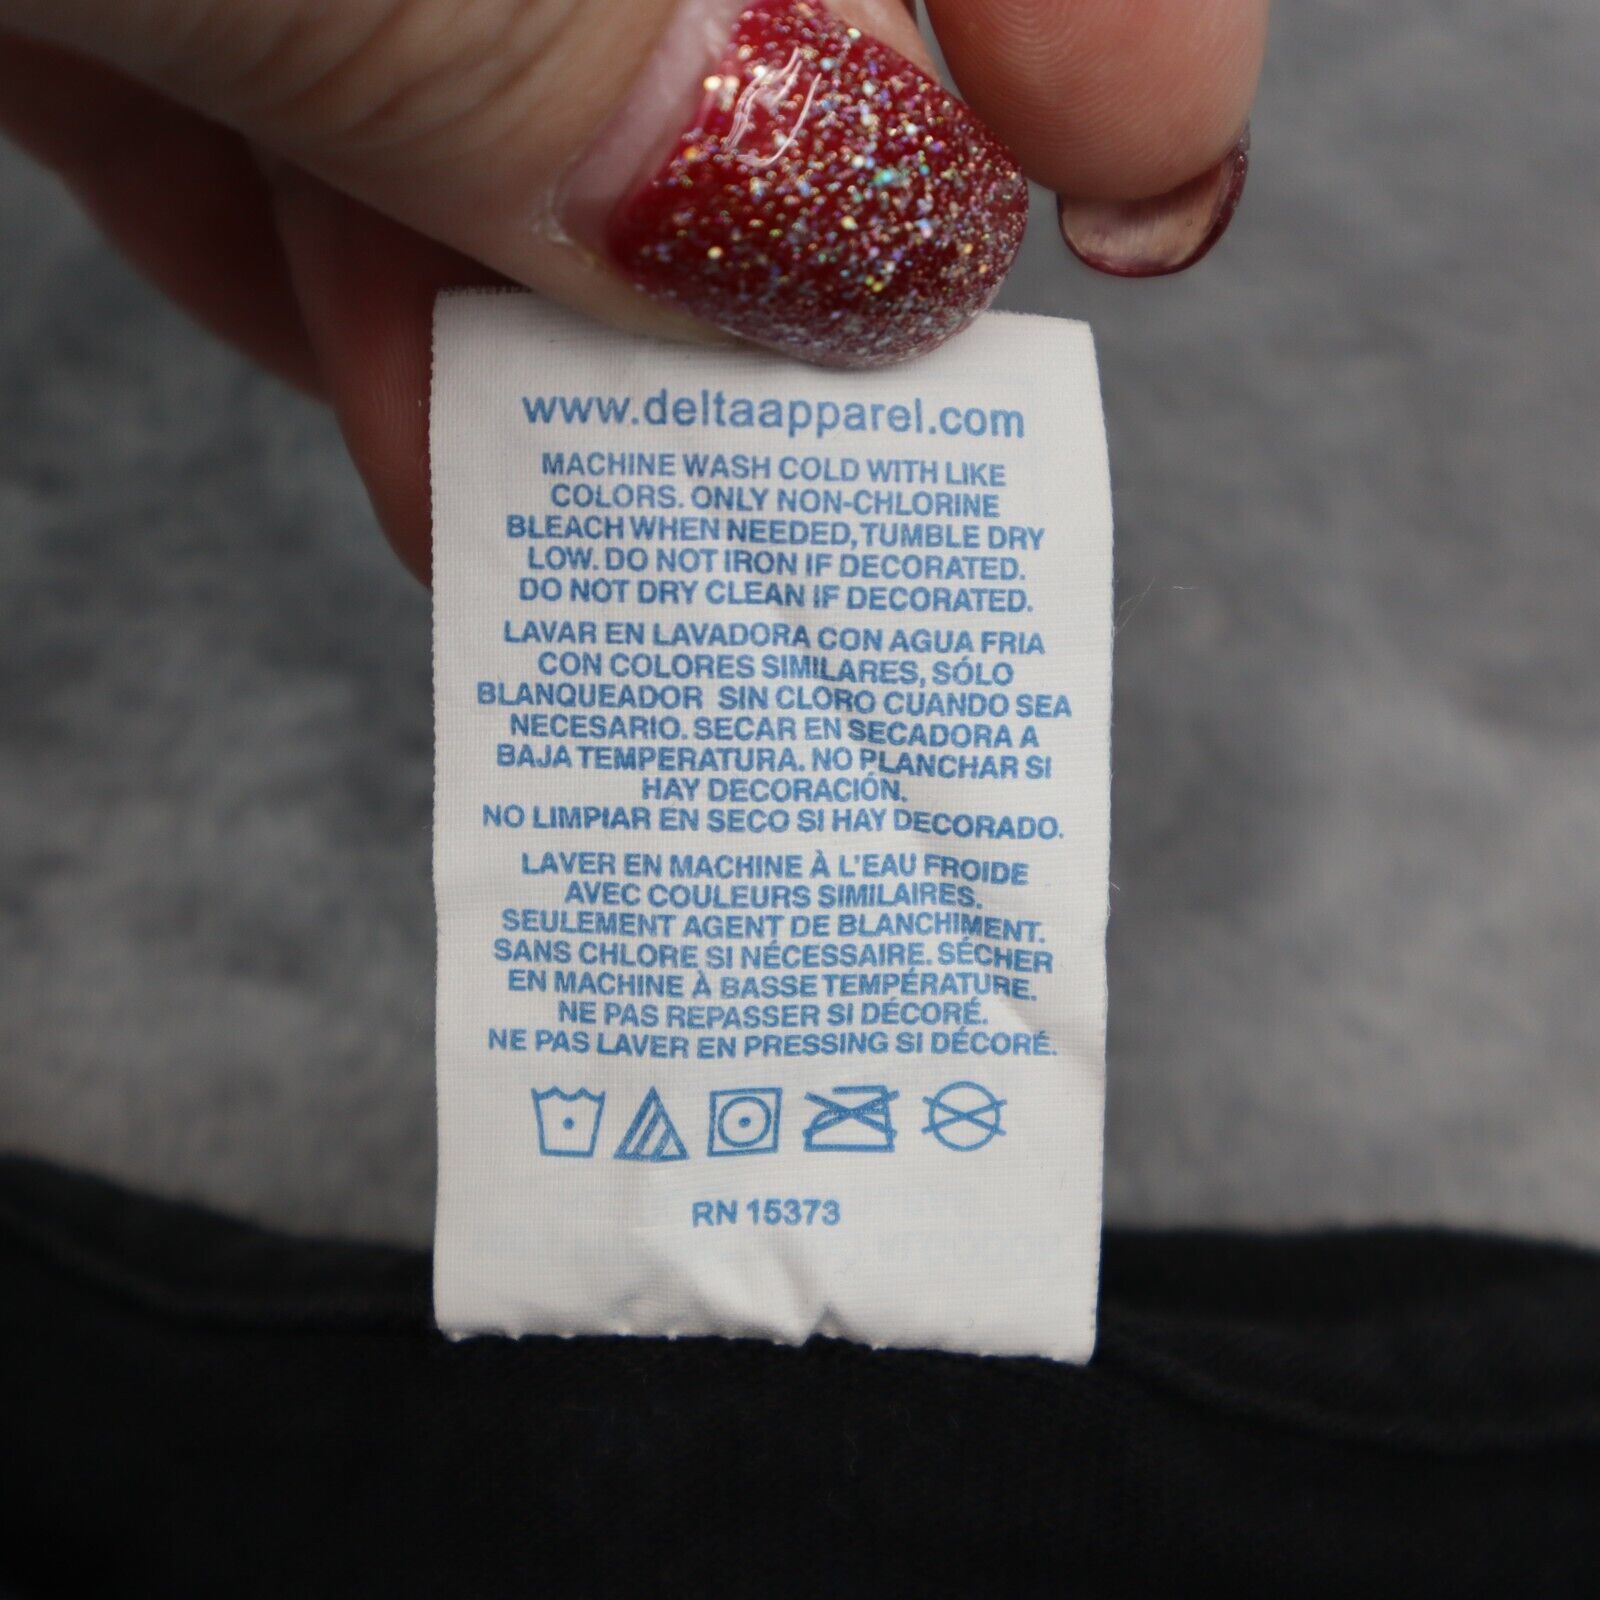 www.deltaapparel.com
MACHINE WASH COLD WITH LIKE
COLORS. ONLY NON-CHLORINE
BLEACH WHEN NEEDED, TUMBLE DRY
LOW. DO NOT IRON IF DECORATED.
DO NOT DRY CLEAN IF DECORATED.
LAVAR EN LAVADORA CON AGUA FRIA
CON COLORES SIMILARES, SÓLO
BLANQUEADOR SIN CLORO CUANDO SEA
NECESARIO. SECAR EN SECADORA A
BAJA TEMPERATURA. NO PLANCHAR SI
HAY DECORACIÓN.
NO LIMPIAR EN SECO SI HAY DECORADO.
LAVER EN MACHINE À L'EAU FROIDE
AVEC COULEURS SIMILAIRES.
SEULEMENT AGENT DE BLANCHIMENT.
SANS CHLORE SI NÉCESSAIRE. SÉCHER
EN MACHINE À BASSE TEMPÉRATURE.
NE PAS REPASSER SI DÉCORÉ.
NE PAS LAVER EN PRESSING SI DÉCORÉ.
RN 15373